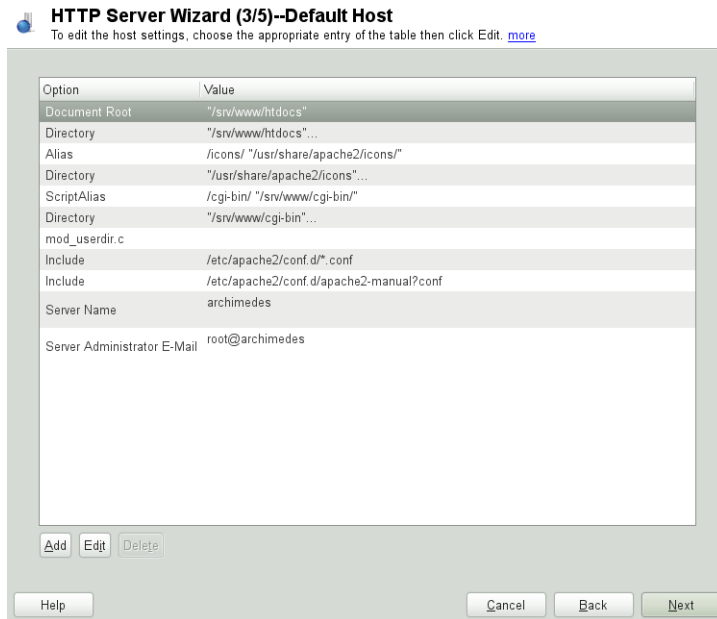 HTTP Server Wizard (3/5)--Default Host
To edit the host settings, choose the appropriate entry of the table then click Edit. more
Option Value
Document Root "/srv/www/htdocs"
Directory "/srv/www/htdocs"...
Alias /icons/ "/usr/share/apache2/icons/"
Directory "/usr/share/apache2/icons"...
ScriptAlias /cgi-bin/ "/srv/www/cgi-bin/"
Directory "/srv/www/cgi-bin"...
mod_userdir.c
Include /etc/apache2/conf.d/*.conf
Include /etc/apache2/conf.d/apache2-manual?conf
Server Name archimedes
Server Administrator E-Mail root@archimedes
Add Edit Delete
Help Cancel Back Next